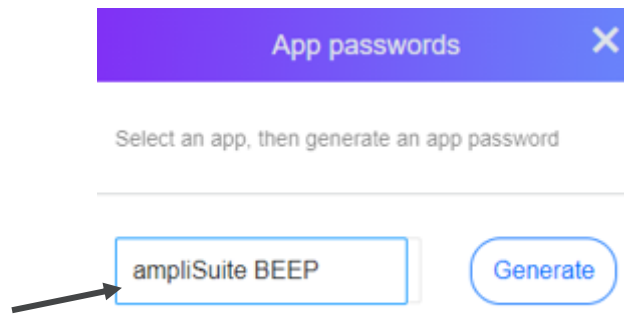 App passwords
Select an app, then generate an app password
ampliSuite BEEP
Generate